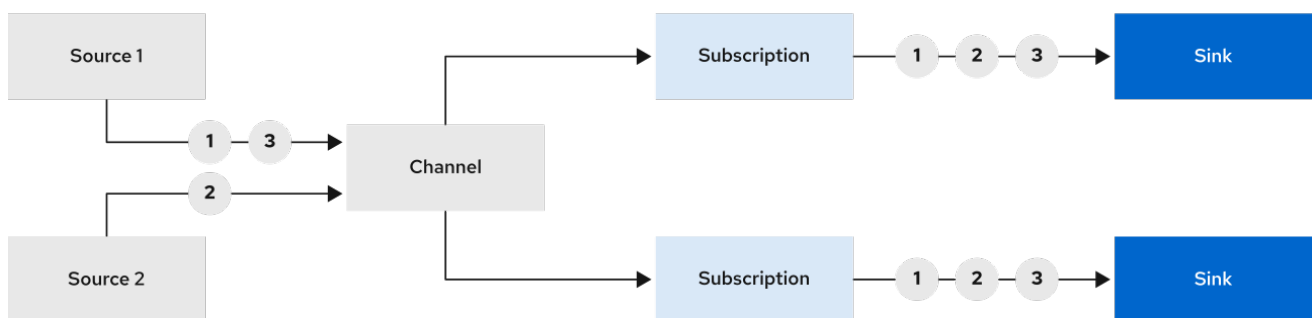 Source 1
Subscription
1 2 3
Sink
1 3
Channel
2
Source 2
Subscription
1 2 3
Sink